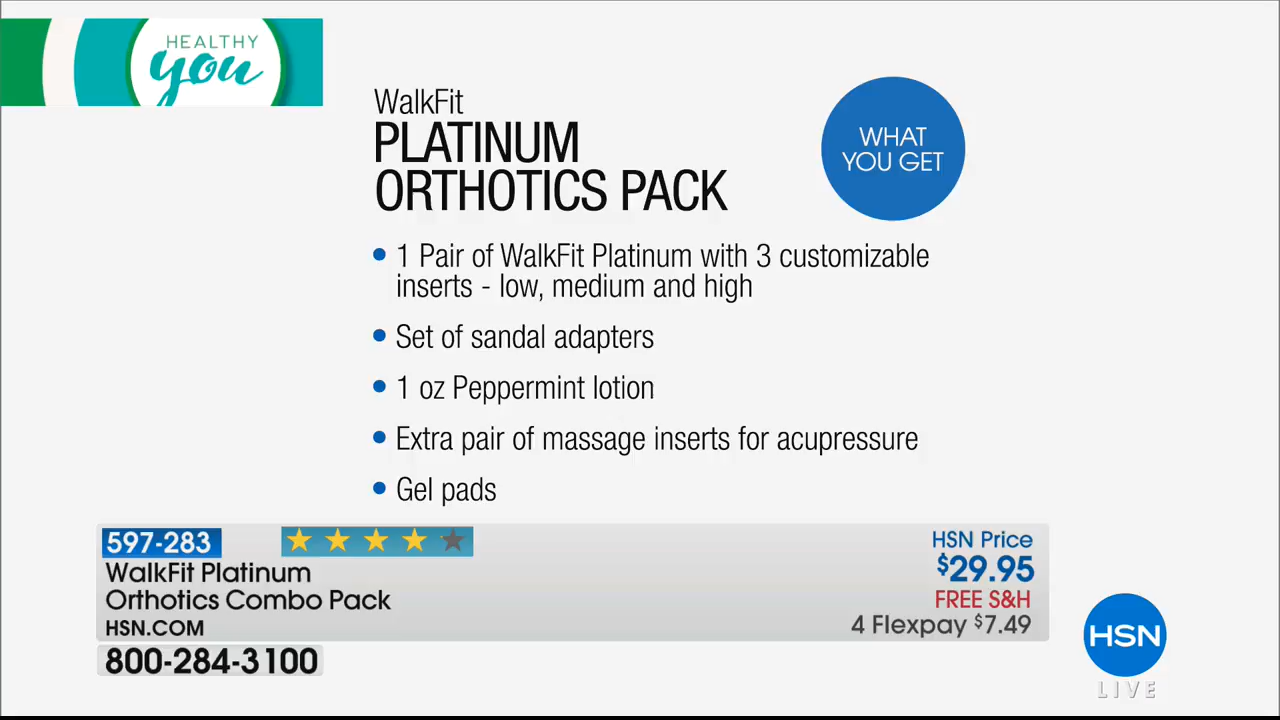 HEALTHY
you
WalkFit
PLATINUM
ORTHOTICS PACK
WHAT
YOU GET
• 1 Pair of WalkFit Platinum with 3 customizable
inserts - low, medium and high
• Set of sandal adapters
• 1 oz Peppermint lotion
• Extra pair of massage inserts for acupressure
• Gel pads
597-283
WalkFit Platinum
Orthotics Combo Pack
HSN.COM
800-284-3100
HSN Price
$29.95
FREE S&H
4 Flexpay $7.49
HSN
LIVE